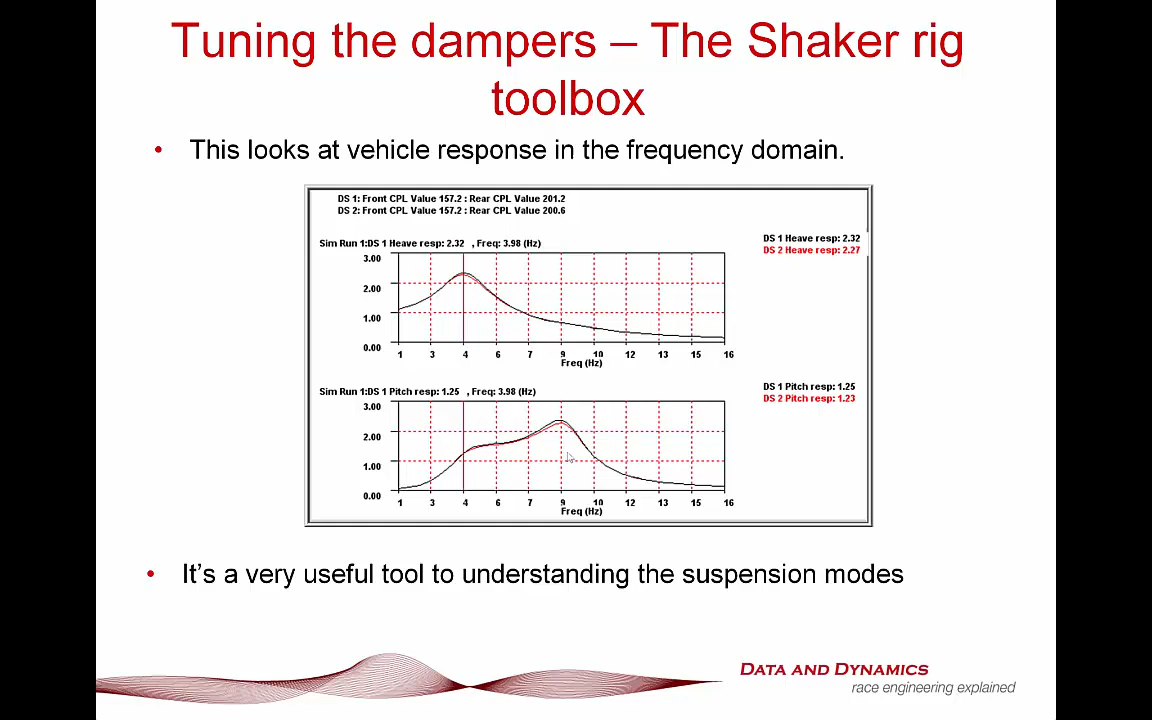 Tuning the dampers – The Shaker rig
toolbox
• This looks at vehicle response in the frequency domain.
DS 1: Front CPL Value 157.2 : Rear CPL Value 201.2
DS 2: Front CPL Value 157.2 : Rear CPL Value 200.6
Sim Run 1:DS 1 Heave resp: 2.32 , Freq: 3.98 (Hz)
DS 1 Heave resp: 2.32
DS 2 Heave resp: 2.27
3.00
2.00
1.00
0.00
1 3 4 6 7 9 10 12 13 15 16
Freq (Hz)
Sim Run 1:DS 1 Pitch resp: 1.25 , Freq: 3.98 (Hz)
DS 1 Pitch resp: 1.25
DS 2 Pitch resp: 1.23
3.00
2.00
1.00
0.00
1 3 4 6 7 9 10 12 13 15 16
Freq (Hz)
• It’s a very useful tool to understanding the suspension modes
DATA AND DYNAMICS
race engineering explained